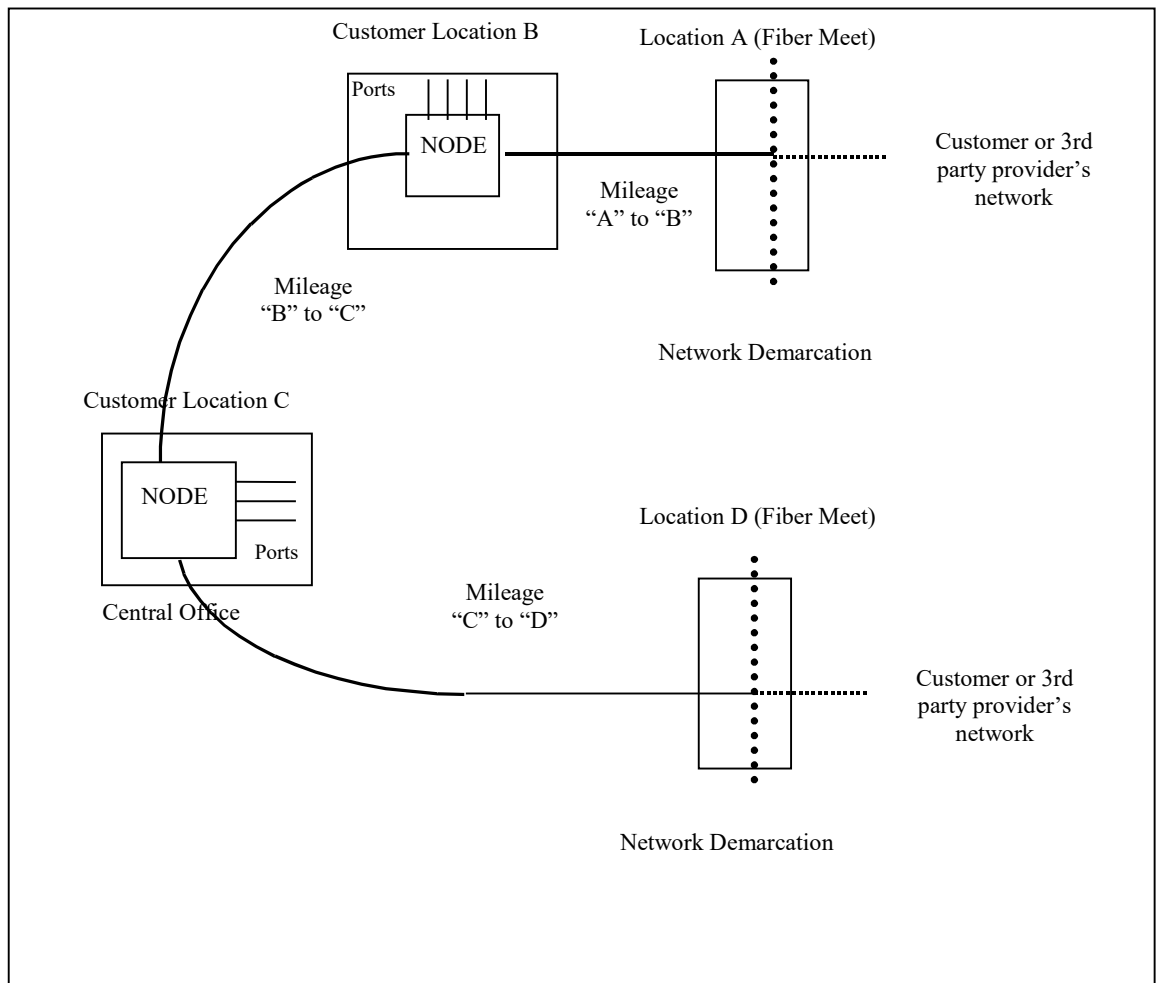 Customer Location B
Location A (Fiber Meet)
Ports
NODE
Customer or 3rd
party provider’s
network
Mileage
“A” to “B”
Mileage
“B” to “C”
Network Demarcation
Customer Location C
NODE
Ports
Central Office
Location D (Fiber Meet)
Mileage
“C” to “D”
Customer or 3rd
party provider’s
network
Network Demarcation